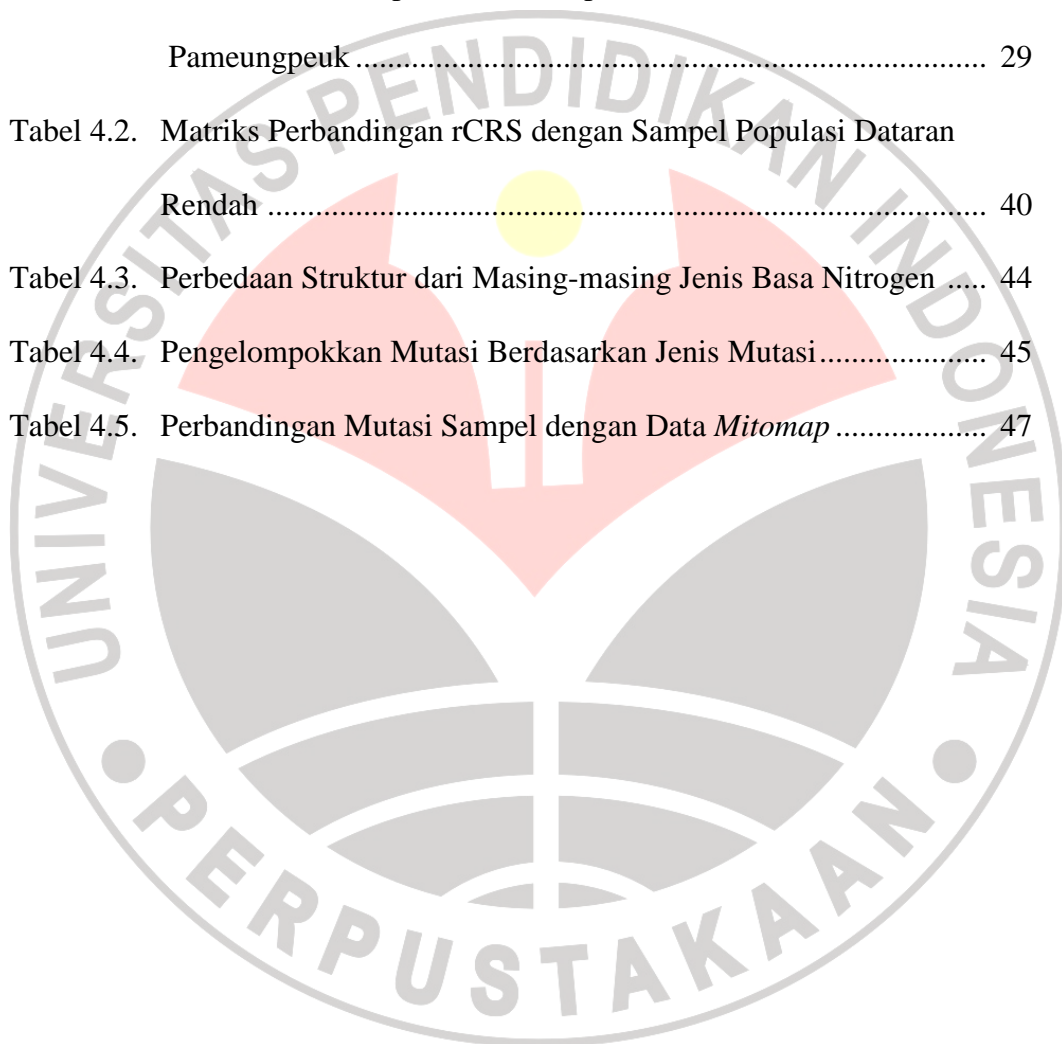 Pameungpeuk ........................................................................... 29
Tabel 4.2. Matriks Perbandingan rCRS dengan Sampel Populasi Dataran
Rendah ...................................................................................... 40
Tabel 4.3. Perbedaan Struktur dari Masing-masing Jenis Basa Nitrogen ..... 44
Tabel 4.4. Pengelompokkan Mutasi Berdasarkan Jenis Mutasi .................... 45
Tabel 4.5. Perbandingan Mutasi Sampel dengan Data Mitomap .................. 47
UNIVERSITAS PENDIDIKAN INDONESIA
PERPUSTAKAAN